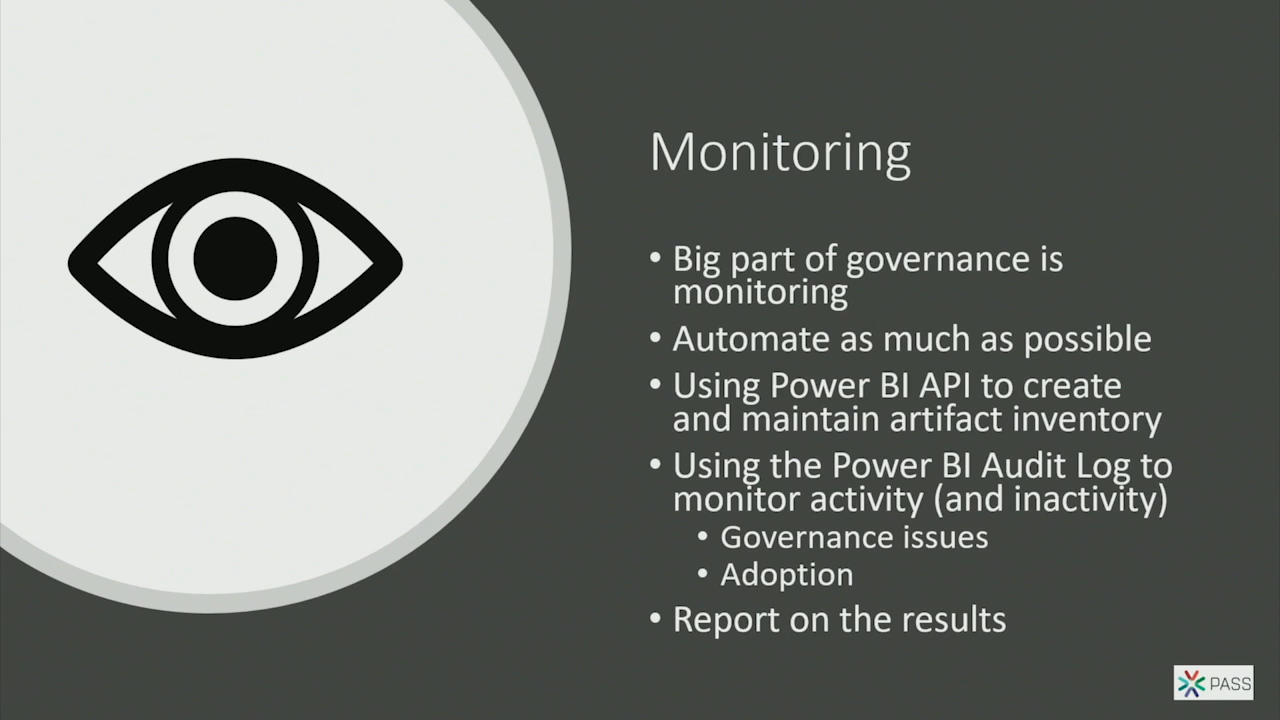 Monitoring
• Big part of governance is
monitoring
• Automate as much as possible
• Using Power BI API to create
and maintain artifact inventory
• Using the Power BI Audit Log to
monitor activity (and inactivity)
• Governance issues
• Adoption
• Report on the results
PASS